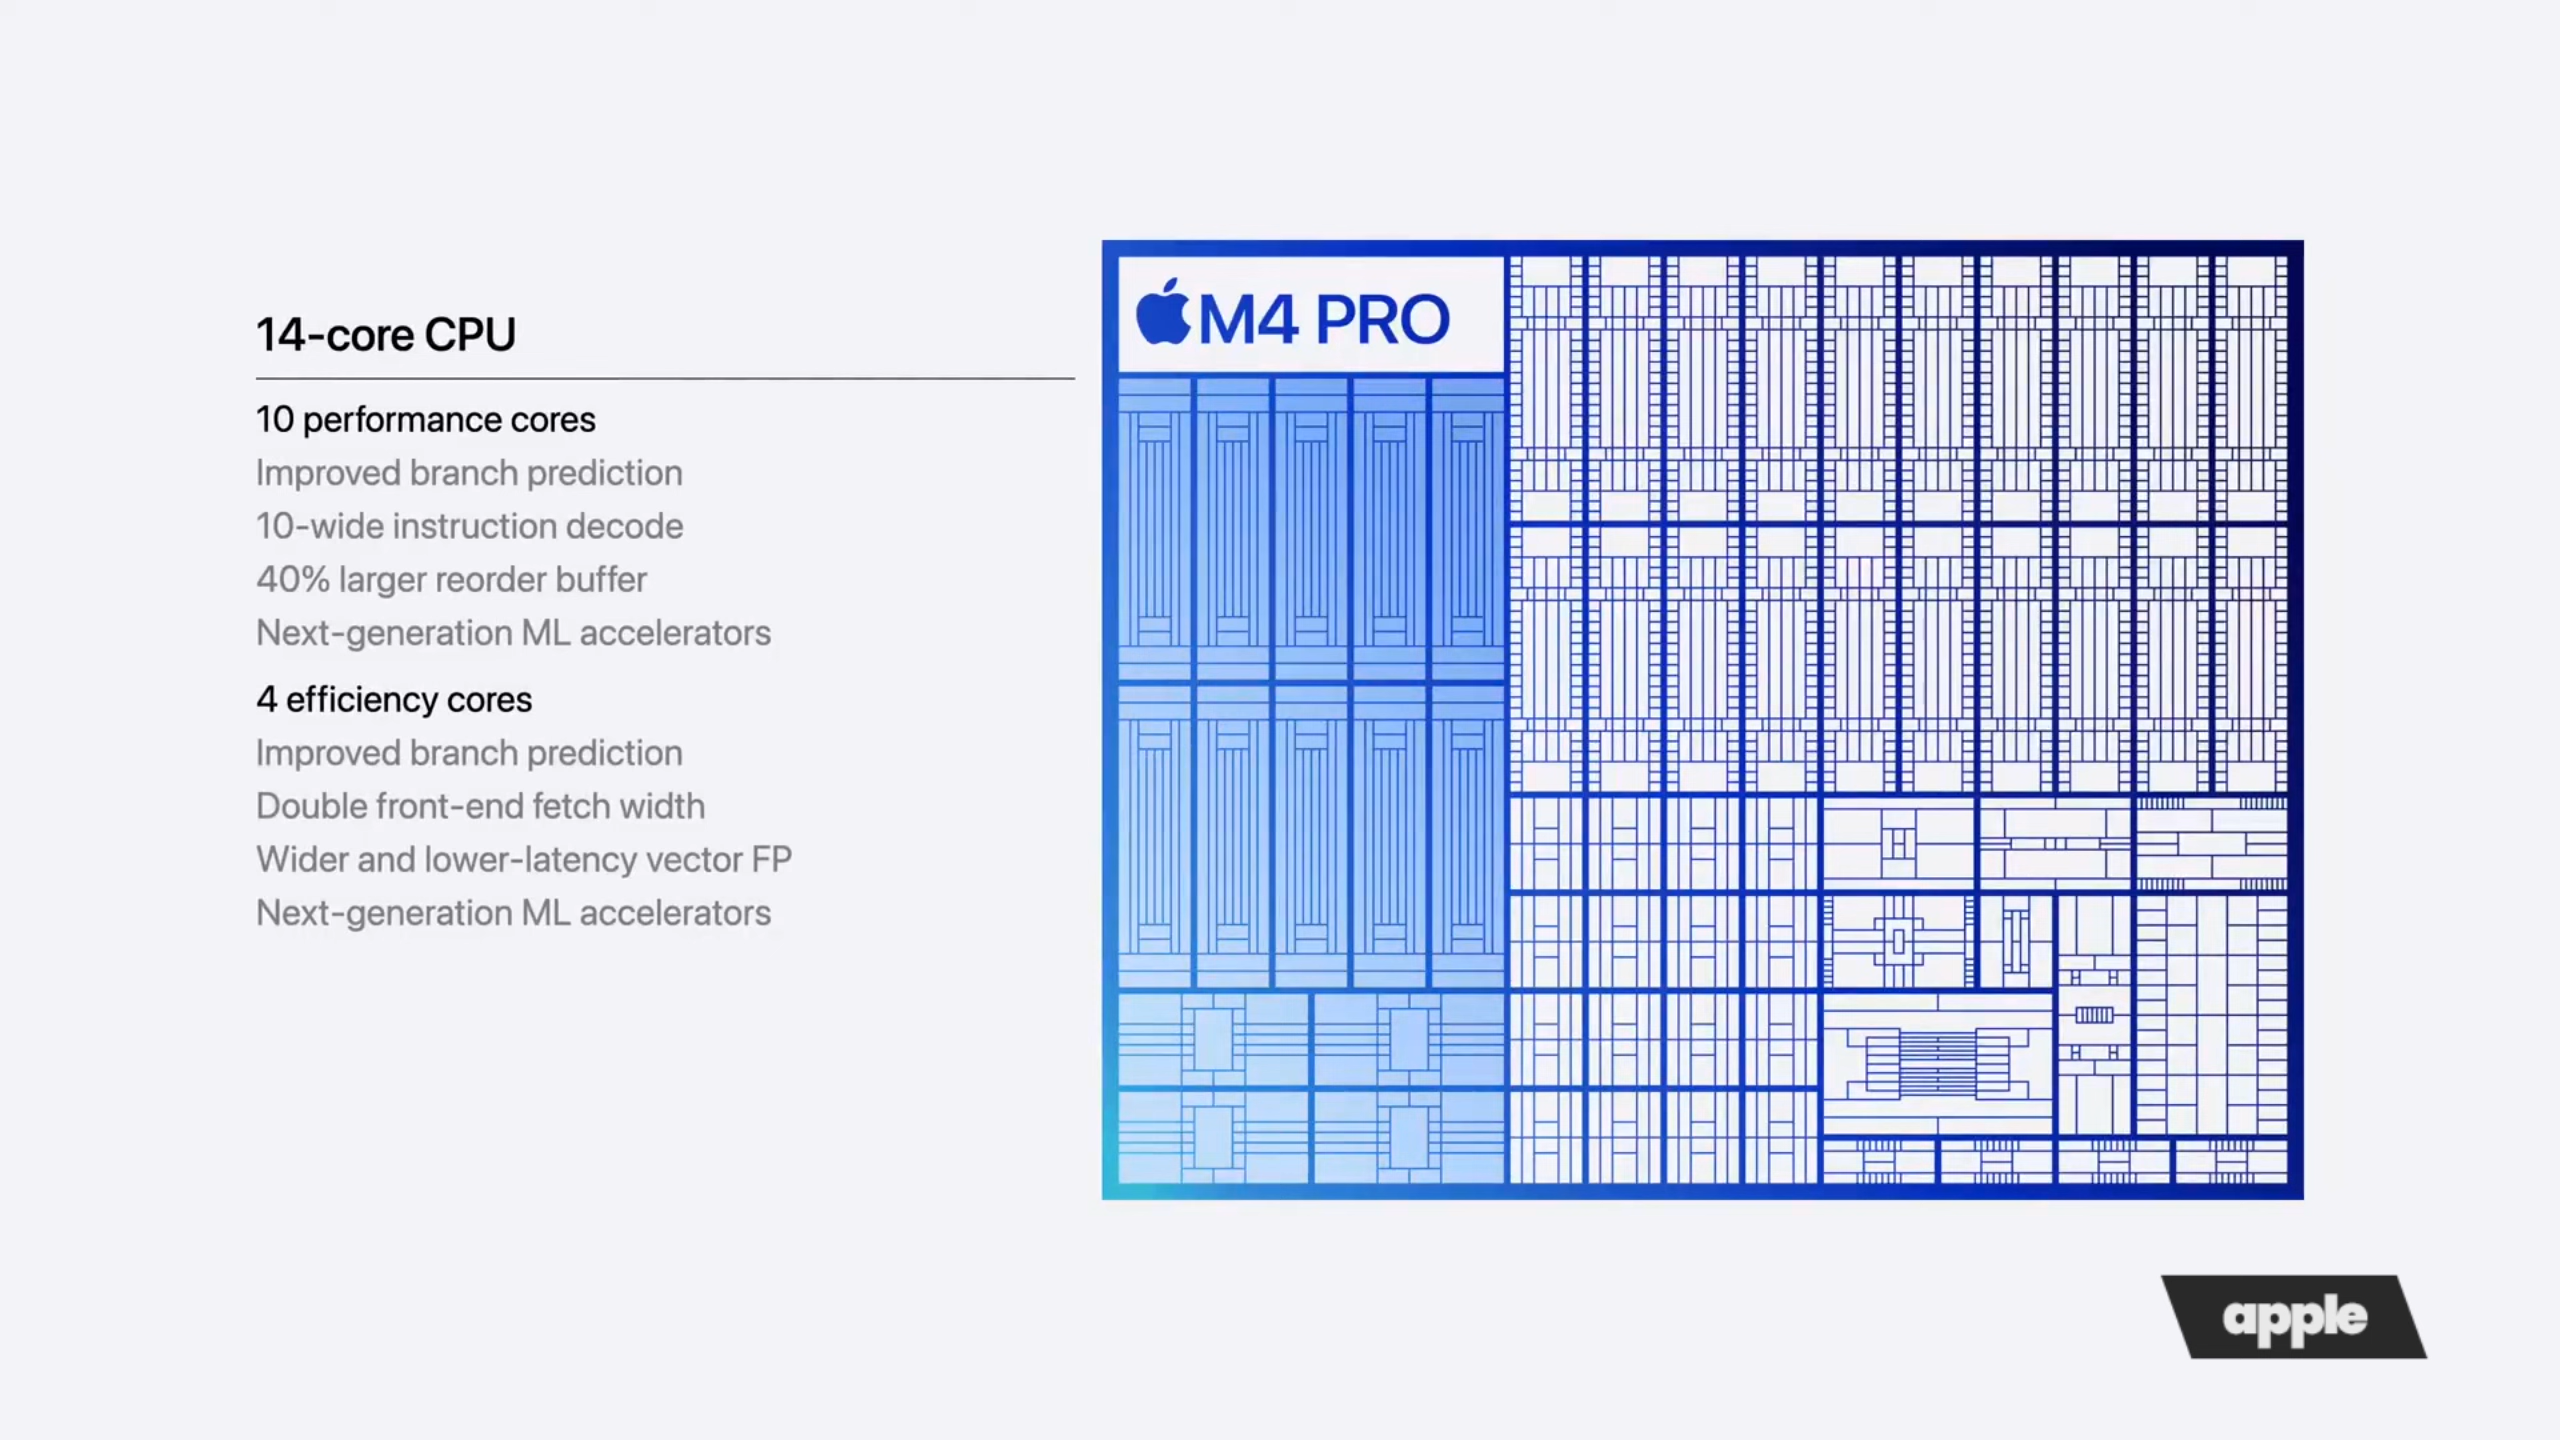 14-core CPU
10 performance cores
Improved branch prediction
10-wide instruction decode
40% larger reorder buffer
Next-generation ML accelerators
4 efficiency cores
Improved branch prediction
Double front-end fetch width
Wider and lower-latency vector FP
Next-generation ML accelerators
M4 PRO
apple